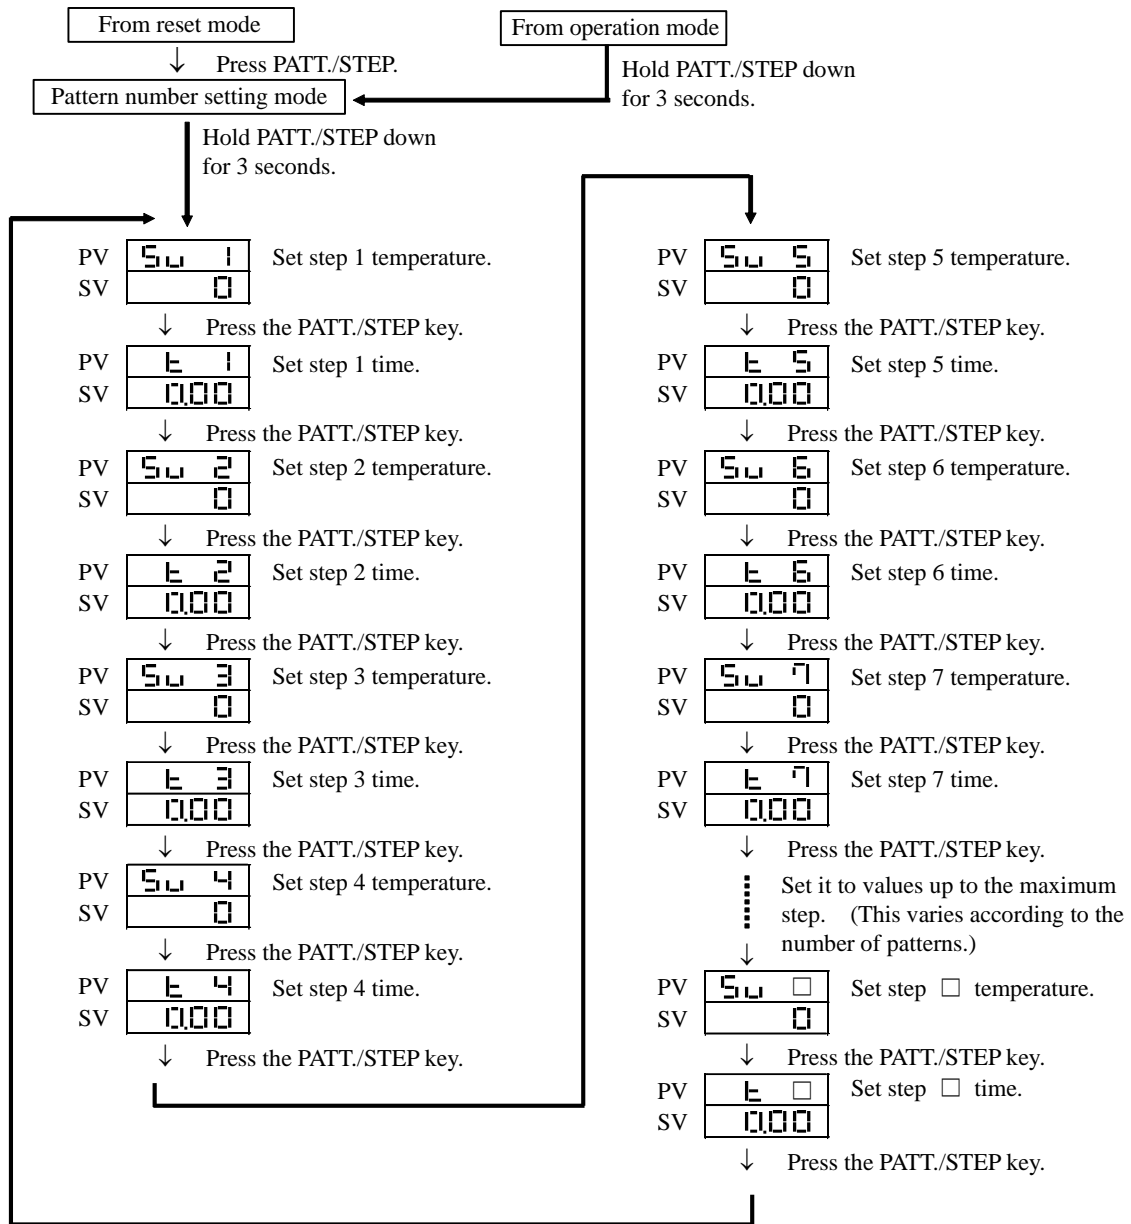 From reset mode
From operation mode
↓ Press PATT./STEP.
Hold PATT./STEP down
for 3 seconds.
Pattern number setting mode
Hold PATT./STEP down
for 3 seconds.
PV Su 1 Set step 1 temperature.
SV 0
↓ Press the PATT./STEP key.
PV t 1 Set step 1 time.
SV 0.00
↓ Press the PATT./STEP key.
PV Su 2 Set step 2 temperature.
SV 0
↓ Press the PATT./STEP key.
PV t 2 Set step 2 time.
SV 0.00
↓ Press the PATT./STEP key.
PV Su 3 Set step 3 temperature.
SV 0
↓ Press the PATT./STEP key.
PV t 3 Set step 3 time.
SV 0.00
↓ Press the PATT./STEP key.
PV Su 4 Set step 4 temperature.
SV 0
↓ Press the PATT./STEP key.
PV t 4 Set step 4 time.
SV 0.00
↓ Press the PATT./STEP key.
PV Su 5 Set step 5 temperature.
SV 0
↓ Press the PATT./STEP key.
PV t 5 Set step 5 time.
SV 0.00
↓ Press the PATT./STEP key.
PV Su 6 Set step 6 temperature.
SV 0
↓ Press the PATT./STEP key.
PV t 6 Set step 6 time.
SV 0.00
↓ Press the PATT./STEP key.
PV Su 7 Set step 7 temperature.
SV 0
↓ Press the PATT./STEP key.
PV t 7 Set step 7 time.
SV 0.00
↓ Press the PATT./STEP key.
Set it to values up to the maximum
step. (This varies according to the
number of patterns.)
↓
PV Su □ Set step □ temperature.
SV 0
↓ Press the PATT./STEP key.
PV t □ Set step □ time.
SV 0.00
↓ Press the PATT./STEP key.